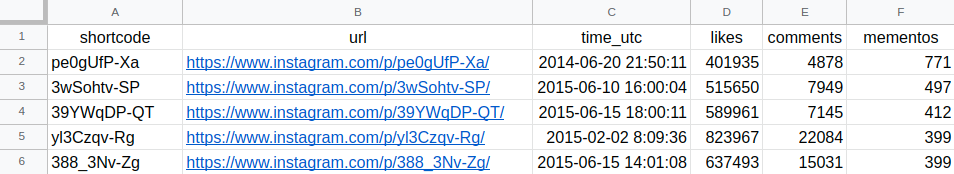 A B C D E F
1 shortcode url time_utc likes comments mementos
2 pe0gUfP-Xa https://www.instagram.com/p/pe0gUfP-Xa/ 2014-06-20 21:50:11 401935 4878 771
3 3wSohtv-SP https://www.instagram.com/p/3wSohtv-SP/ 2015-06-10 16:00:04 515650 7949 497
4 39YWqDP-QT https://www.instagram.com/p/39YWqDP-QT/ 2015-06-15 18:00:11 589961 7145 412
5 yl3Czqv-Rg https://www.instagram.com/p/yl3Czqv-Rg/ 2015-02-02 8:09:36 823967 22084 399
6 388_3Nv-Zg https://www.instagram.com/p/388_3Nv-Zg/ 2015-06-15 14:01:08 637493 15031 399